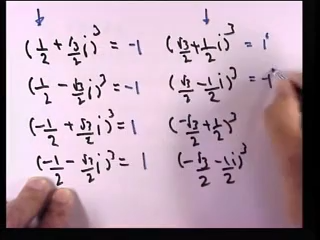 (1/2 + √3/2 i)³ = -1 (√3/2 + 1/2 i)³ = i
(1/2 - √3/2 i)³ = -1 (√3/2 - 1/2 i)³ = -i
(-1/2 + √3/2 i)³ = 1 (-√3/2 + 1/2)³
(-1/2 - √3/2 i)³ = 1 (-√3/2 - 1/2 i)³